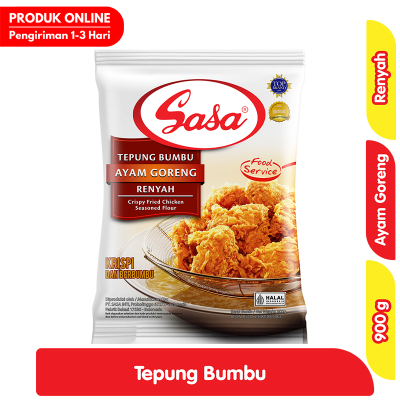 PRODUK ONLINE
Pengiriman 1-3 Hari
Sasa®
TOP
TEPUNG BUMBU
AYAM GORENG
RENYAH
Crispy Fried Chicken
Seasoned Flour
Food
Service
KRISPI
DAN BERBUMBU
HALAL
Renyah
Ayam Goreng
900 g
Tepung Bumbu